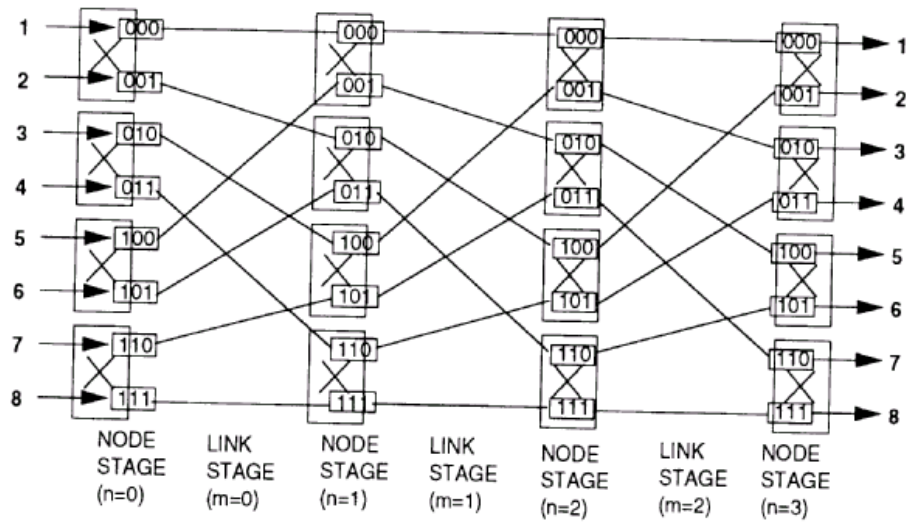 1 000 000 000 000 1
2 001 001 001 001 2
3 010 010 010 010 3
4 011 011 011 011 4
5 100 100 100 100 5
6 101 101 101 101 6
7 110 110 110 110 7
8 111 111 111 111 8
NODE LINK NODE LINK NODE LINK NODE
STAGE STAGE STAGE STAGE STAGE STAGE STAGE
(n=0) (m=0) (n=1) (m=1) (n=2) (m=2) (n=3)